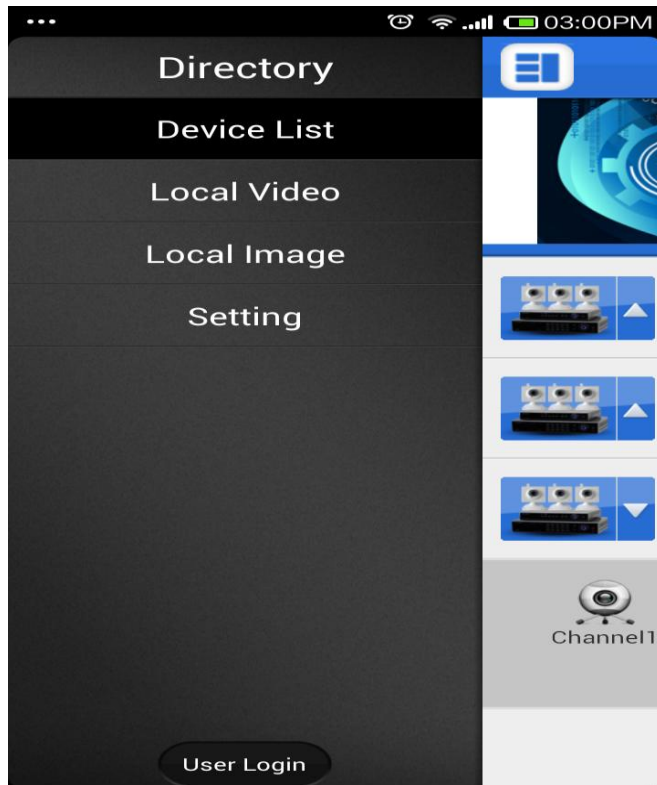 03:00PM
Directory
Device List
Local Video
Local Image
Setting
Channel1
User Login